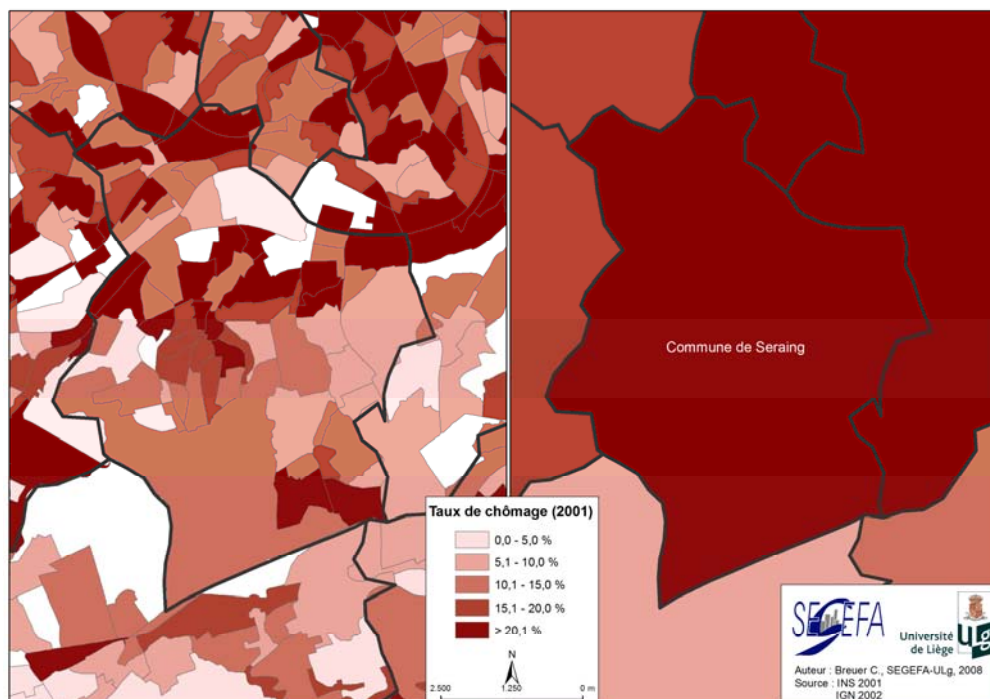 Commune de Seraing
Taux de chômage (2001)
0,0 - 5,0 %
5,1 - 10,0 %
10,1 - 15,0 %
15,1 - 20,0 %
> 20,1 %
N
2.500 1.250 0 m
SEGEFA
Université
de Liège
ULg
Auteur : Breuer C., SEGEFA-ULg, 2008
Source : INS 2001
IGN 2002